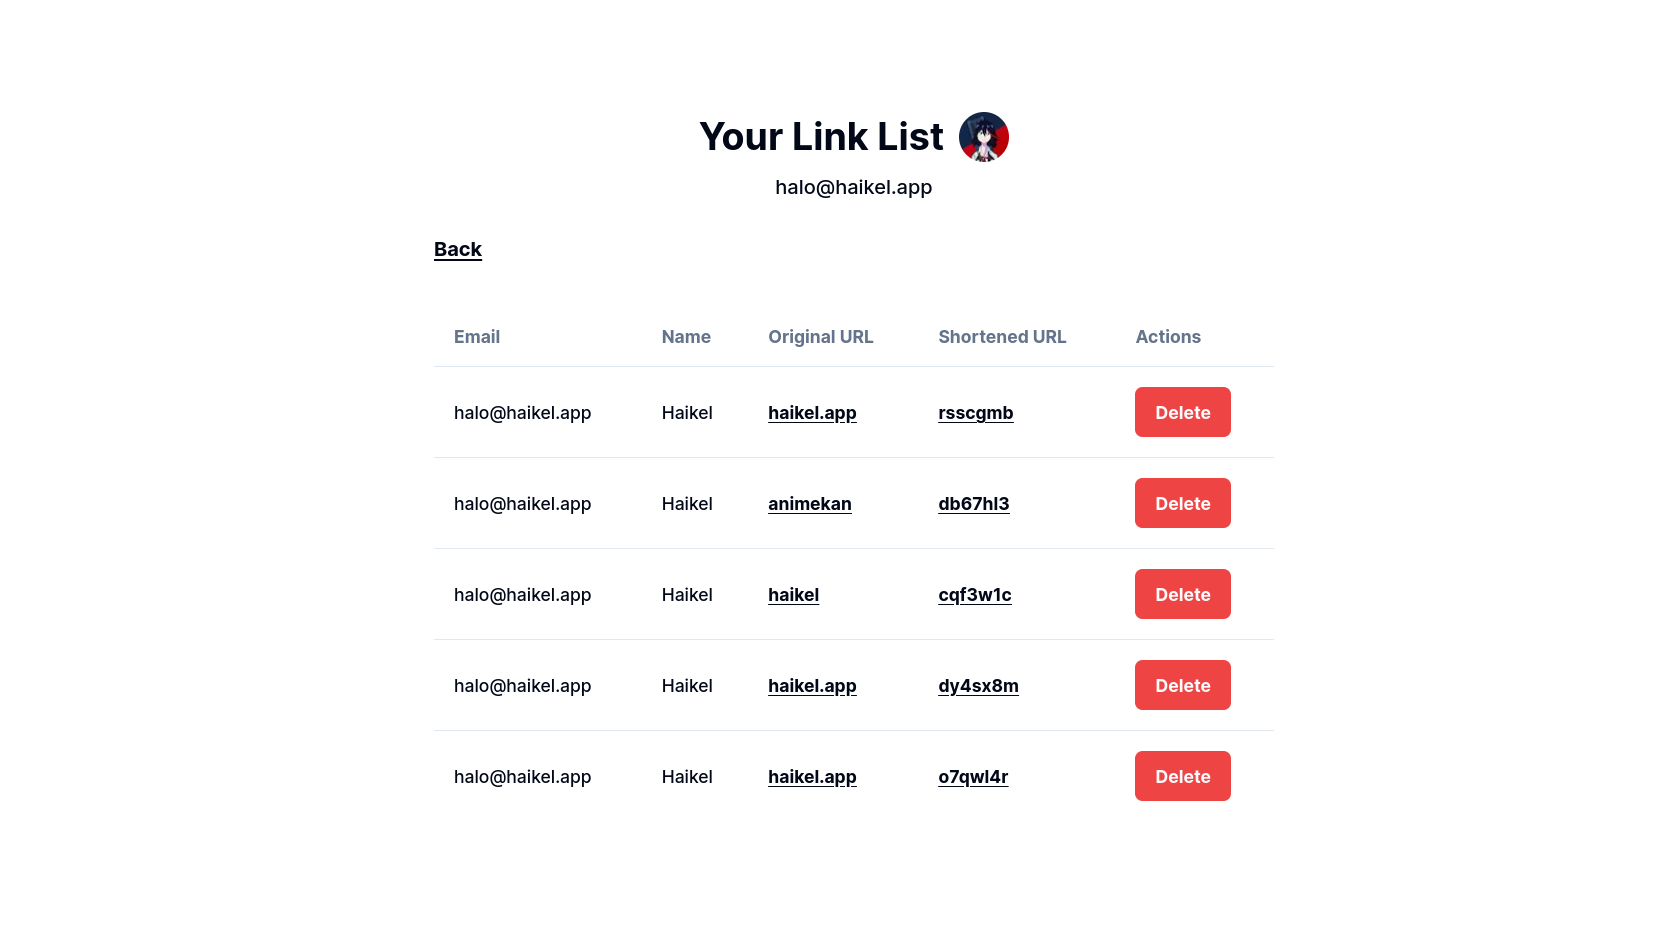 Your Link List
halo@haikel.app
Back
Email Name Original URL Shortened URL Actions
halo@haikel.app Haikel haikel.app rsscgmb Delete
halo@haikel.app Haikel animekan db67hl3 Delete
halo@haikel.app Haikel haikel cqf3w1c Delete
halo@haikel.app Haikel haikel.app dy4sx8m Delete
halo@haikel.app Haikel haikel.app o7qwl4r Delete